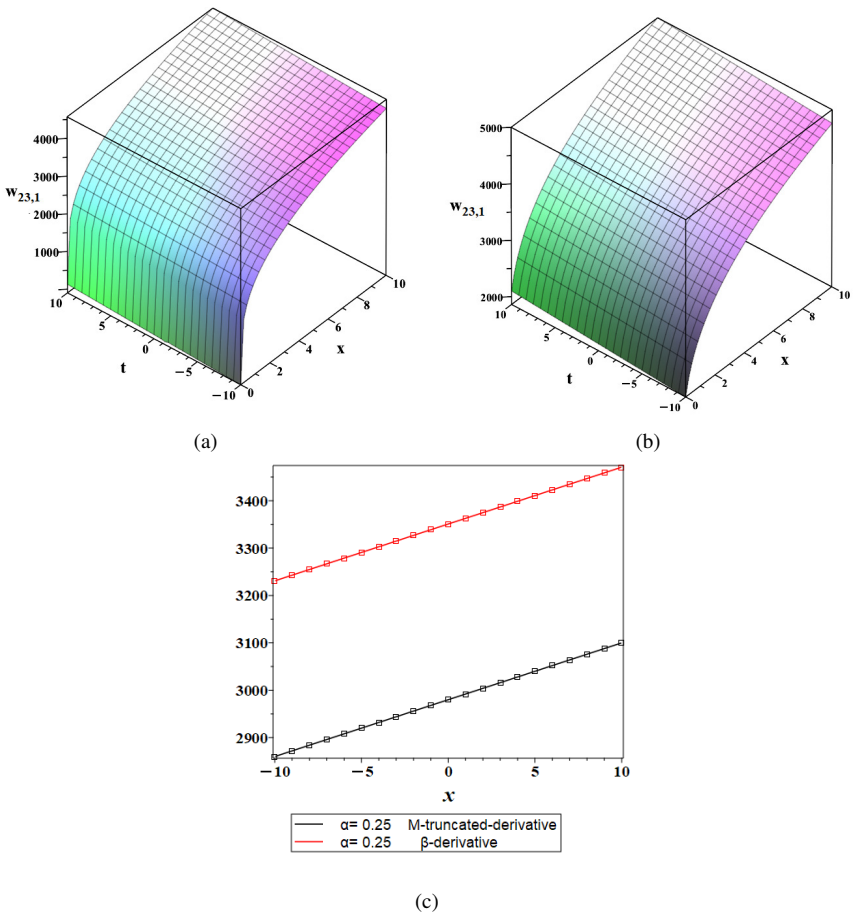 4000
w23,1
3000
2000
1000
10
5
0
−5
−10
t
0
2
4
6
8
10
x
(a)
5000
w23,1
4000
3000
2000
10
5
0
−5
−10
t
0
2
4
6
8
10
x
(b)
3400
3300
3200
3100
3000
2900
−10 −5 0 5 10
x
α= 0.25 M-truncated-derivative
α= 0.25 β-derivative
(c)